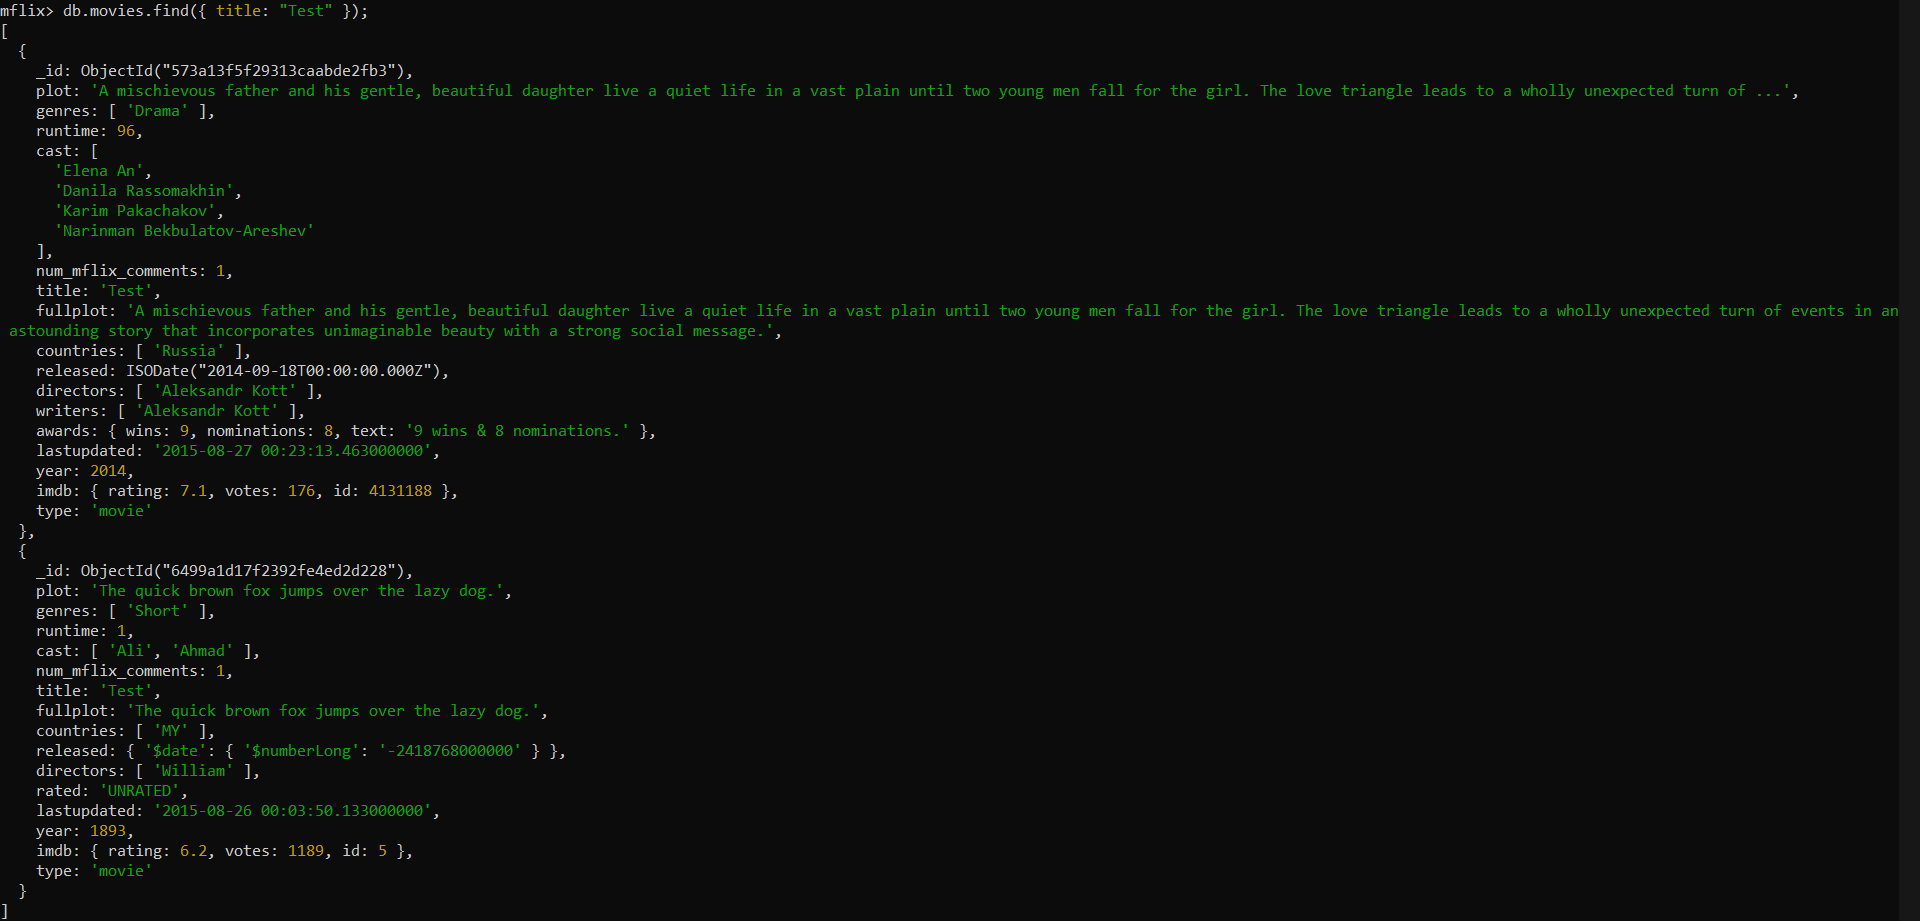 mflix> db.movies.find({ title: "Test" });
[
  {
    _id: ObjectId("573a13f5f29313caabde2fb3"),
    plot: 'A mischievous father and his gentle, beautiful daughter live a quiet life in a vast plain until two young men fall for the girl. The love triangle leads to a wholly unexpected turn of ...',
    genres: [ 'Drama' ],
    runtime: 96,
    cast: [
      'Elena An',
      'Danila Rassomakhin',
      'Karim Pakachakov',
      'Narinman Bekbulatov-Areshev'
    ],
    num_mflix_comments: 1,
    title: 'Test',
    fullplot: 'A mischievous father and his gentle, beautiful daughter live a quiet life in a vast plain until two young men fall for the girl. The love triangle leads to a wholly unexpected turn of events in an
 astounding story that incorporates unimaginable beauty with a strong social message.',
    countries: [ 'Russia' ],
    released: ISODate("2014-09-18T00:00:00.000Z"),
    directors: [ 'Aleksandr Kott' ],
    writers: [ 'Aleksandr Kott' ],
    awards: { wins: 9, nominations: 8, text: '9 wins & 8 nominations.' },
    lastupdated: '2015-08-27 00:23:13.463000000',
    year: 2014,
    imdb: { rating: 7.1, votes: 176, id: 4131188 },
    type: 'movie'
  },
  {
    _id: ObjectId("6499a1d17f2392fe4ed2d228"),
    plot: 'The quick brown fox jumps over the lazy dog.',
    genres: [ 'Short' ],
    runtime: 1,
    cast: [ 'Ali', 'Ahmad' ],
    num_mflix_comments: 1,
    title: 'Test',
    fullplot: 'The quick brown fox jumps over the lazy dog.',
    countries: [ 'MY' ],
    released: { '$date': { '$numberLong': '-2418768000000' } },
    directors: [ 'William' ],
    rated: 'UNRATED',
    lastupdated: '2015-08-26 00:03:50.133000000',
    year: 1893,
    imdb: { rating: 6.2, votes: 1189, id: 5 },
    type: 'movie'
  }
]